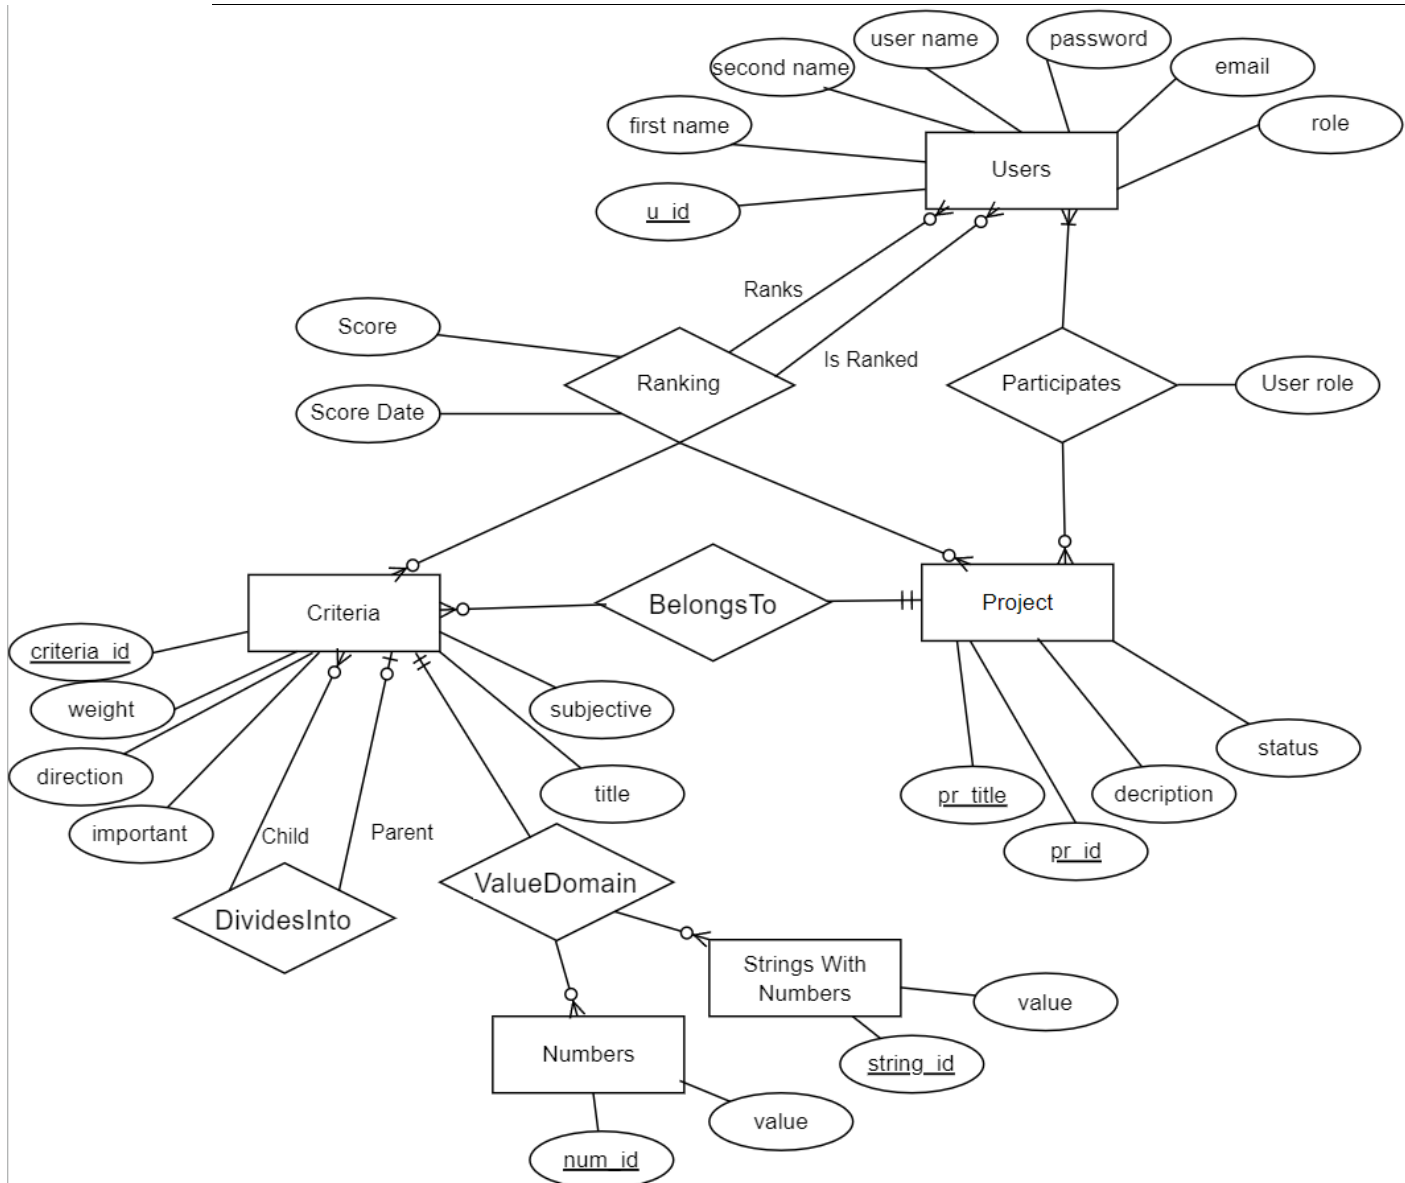 user name
password
second name
email
first name
role
Users
u_id
Ranks
Score
Is Ranked
Ranking
Participates
User role
Score Date
Criteria
BelongsTo
Project
criteria_id
weight
subjective
direction
status
title
pr_title
decription
important
Child
Parent
pr_id
ValueDomain
DividesInto
Strings With
Numbers
value
Numbers
string_id
value
num_id